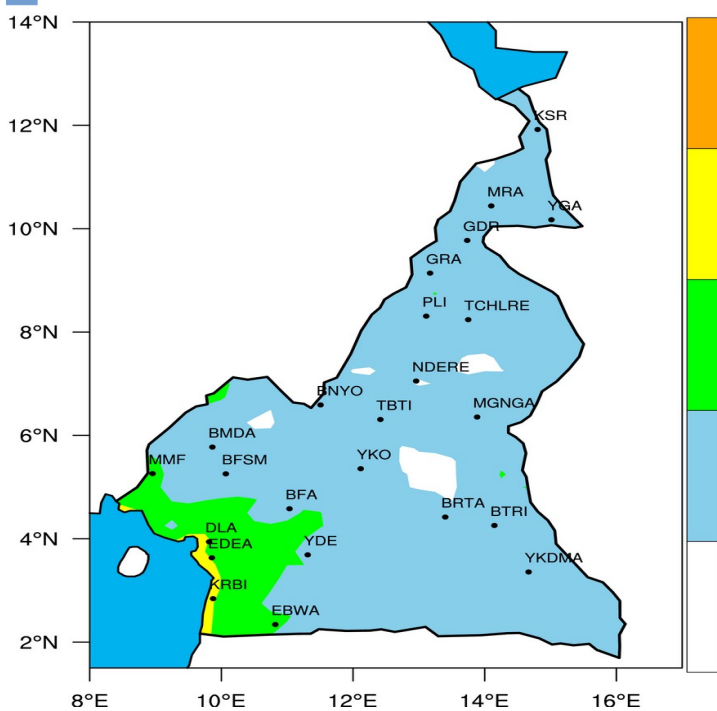 14°N
12°N
KSR
MRA
YGA
10°N
GDR
GRA
PLI
TCHLRE
8°N
NDERE
BNYO
TBTI
MGNGA
6°N
BMDA
MMF
BFSM
YKO
BFA
BRTA
BTRI
4°N
DLA
EDEA
YDE
YKDMA
KRBI
EBWA
2°N
8°E 10°E 12°E 14°E 16°E